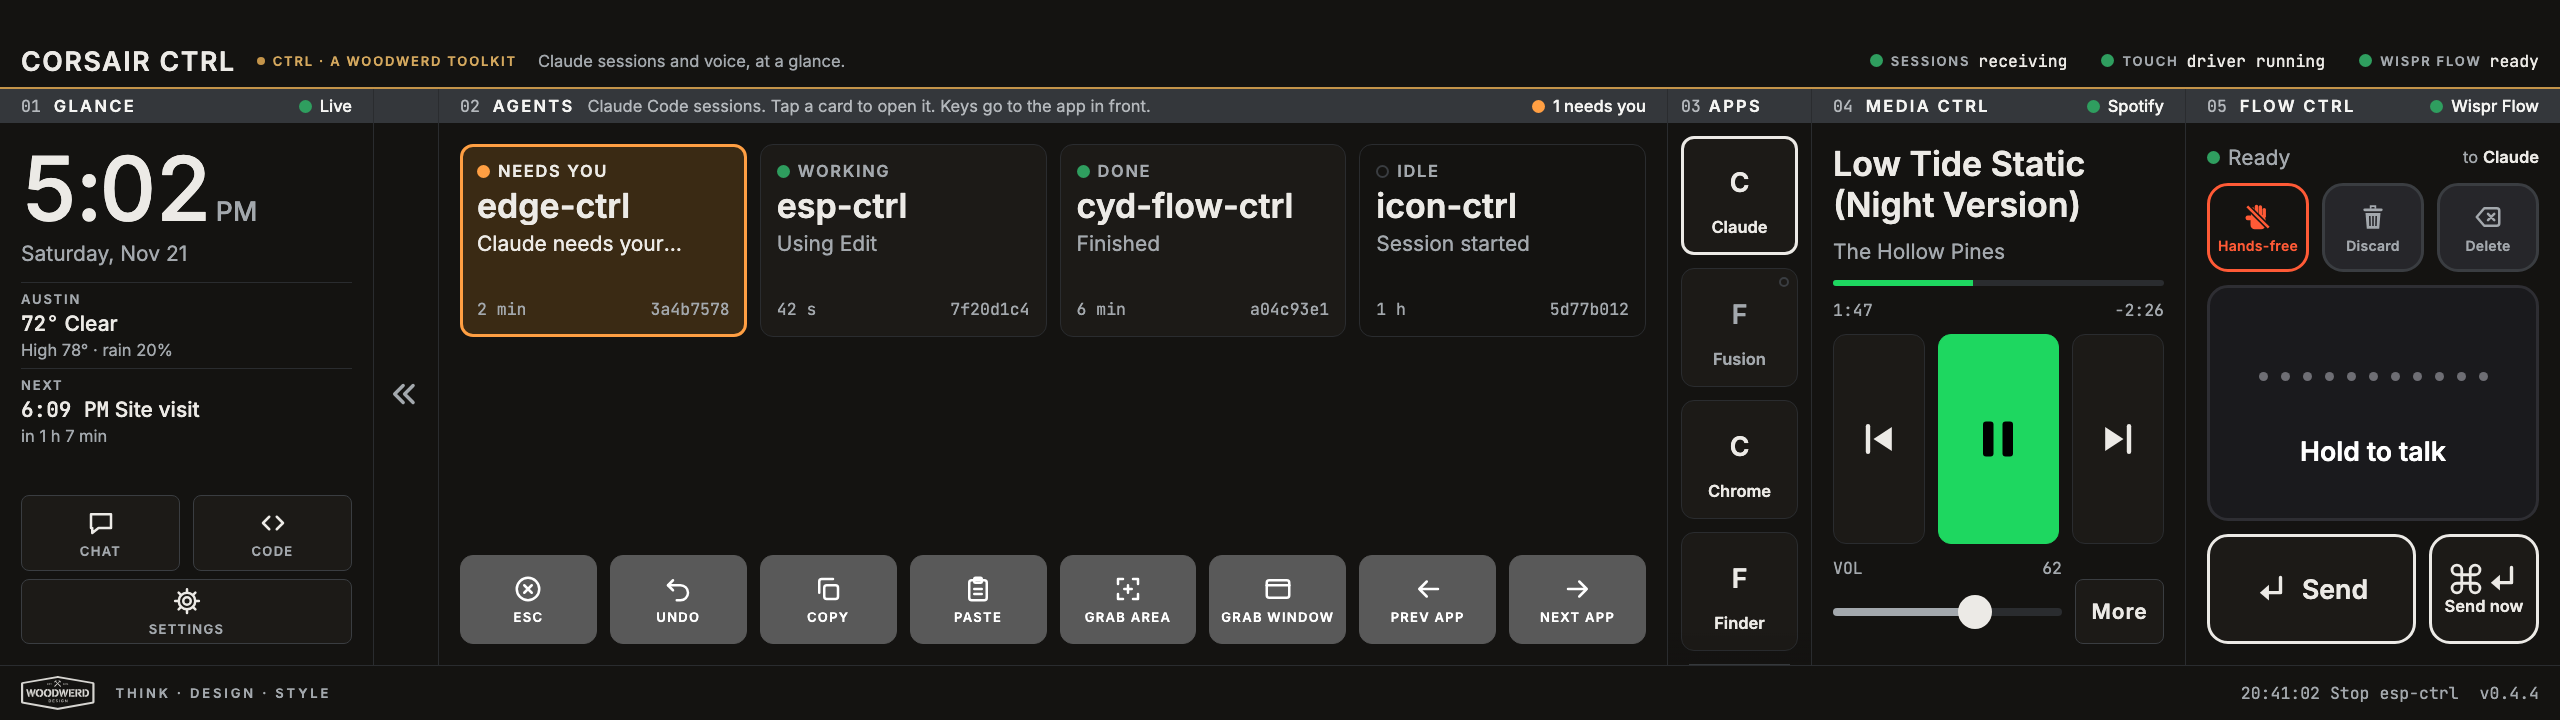 CORSAIR CTRL
CTRL · A WOODWERD TOOLKIT
Claude sessions and voice, at a glance.
SESSIONS receiving
TOUCH driver running
WISPR FLOW ready
01 GLANCE
Live
5:02 PM
Saturday, Nov 21
AUSTIN
72° Clear
High 78° · rain 20%
NEXT
6:09 PM Site visit
in 1 h 7 min
CHAT
CODE
SETTINGS
02 AGENTS Claude Code sessions. Tap a card to open it. Keys go to the app in front.
1 needs you
NEEDS YOU
edge-ctrl
Claude needs your...
2 min 3a4b7578
WORKING
esp-ctrl
Using Edit
42 s 7f20d1c4
DONE
cyd-flow-ctrl
Finished
6 min a04c93e1
IDLE
icon-ctrl
Session started
1 h 5d77b012
ESC
UNDO
COPY
PASTE
GRAB AREA
GRAB WINDOW
PREV APP
NEXT APP
03 APPS
C
Claude
F
Fusion
C
Chrome
F
Finder
04 MEDIA CTRL
Spotify
Low Tide Static
(Night Version)
The Hollow Pines
1:47 -2:26
VOL 62
More
05 FLOW CTRL
Wispr Flow
Ready
to Claude
Hands-free
Discard
Delete
Hold to talk
Send
Send now
WOODWERD
DESIGN
THINK · DESIGN · STYLE
20:41:02 Stop esp-ctrl v0.4.4